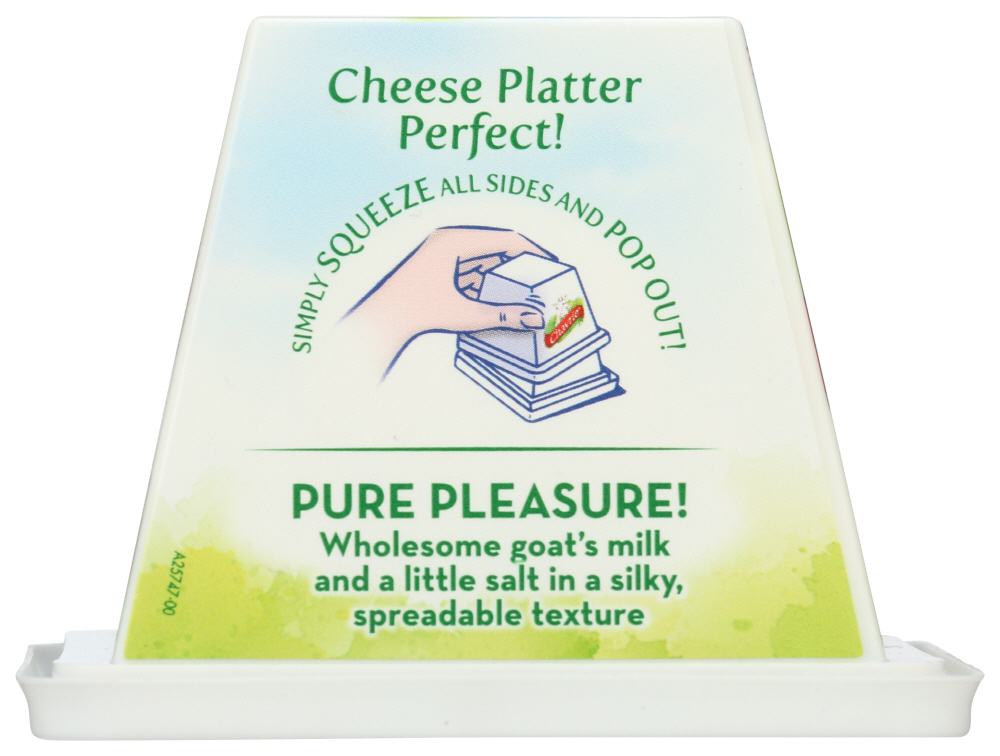 Cheese Platter
Perfect!
SIMPLY SQUEEZE ALL SIDES AND POP OUT!
Chavrie
PURE PLEASURE!
Wholesome goat's milk
and a little salt in a silky,
spreadable texture
A25747-00